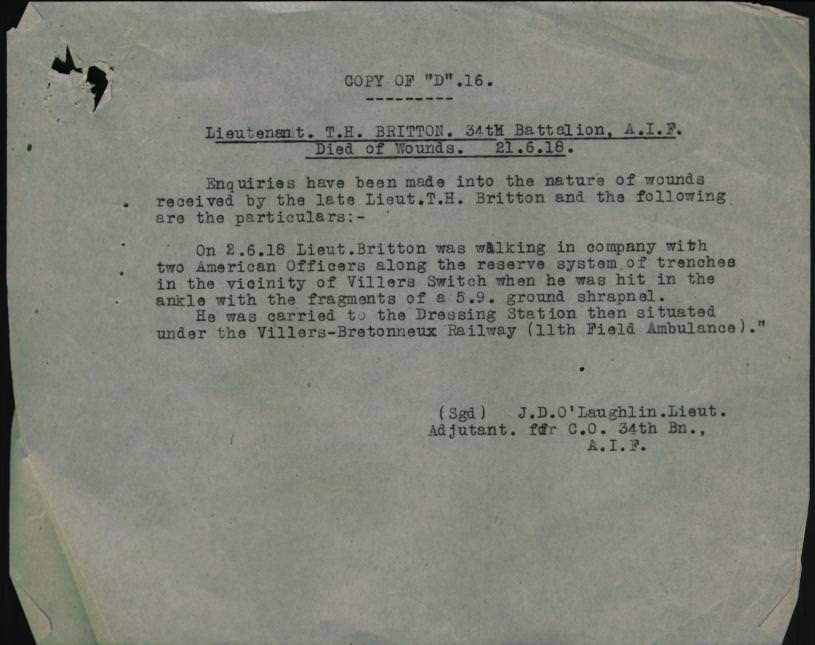 COPY OF "D".16.
Lieutenant. T.H. BRITTON. 34tH Battalion, A.I.F.
Died of Wounds. 21.6.18.
Enquiries have been made into the nature of wounds
received by the late Lieut.T.H. Britton and the following
are the particulars:-
On 2.6.18 Lieut.Britton was walking in company with
two American Officers along the reserve system of trenches
in the vicinity of Villers Switch when he was hit in the
ankle with the fragments of a 5.9. ground shrapnel.
He was carried to the Dressing Station then situated
under the Villers-Bretonneux Railway (11th Field Ambulance)."
(Sgd) J.D.O'Laughlin.Lieut.
Adjutant. for C.O. 34th Bn.,
A.I.F.